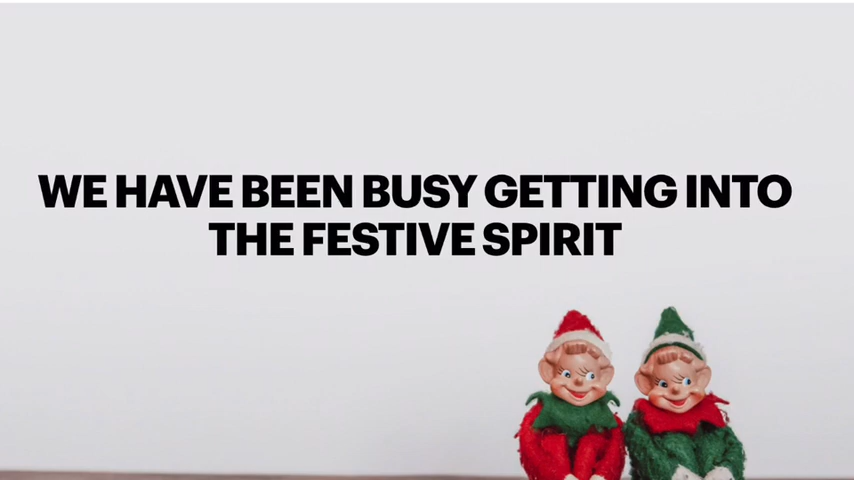 WE HAVE BEEN BUSY GETTING INTO
THE FESTIVE SPIRIT